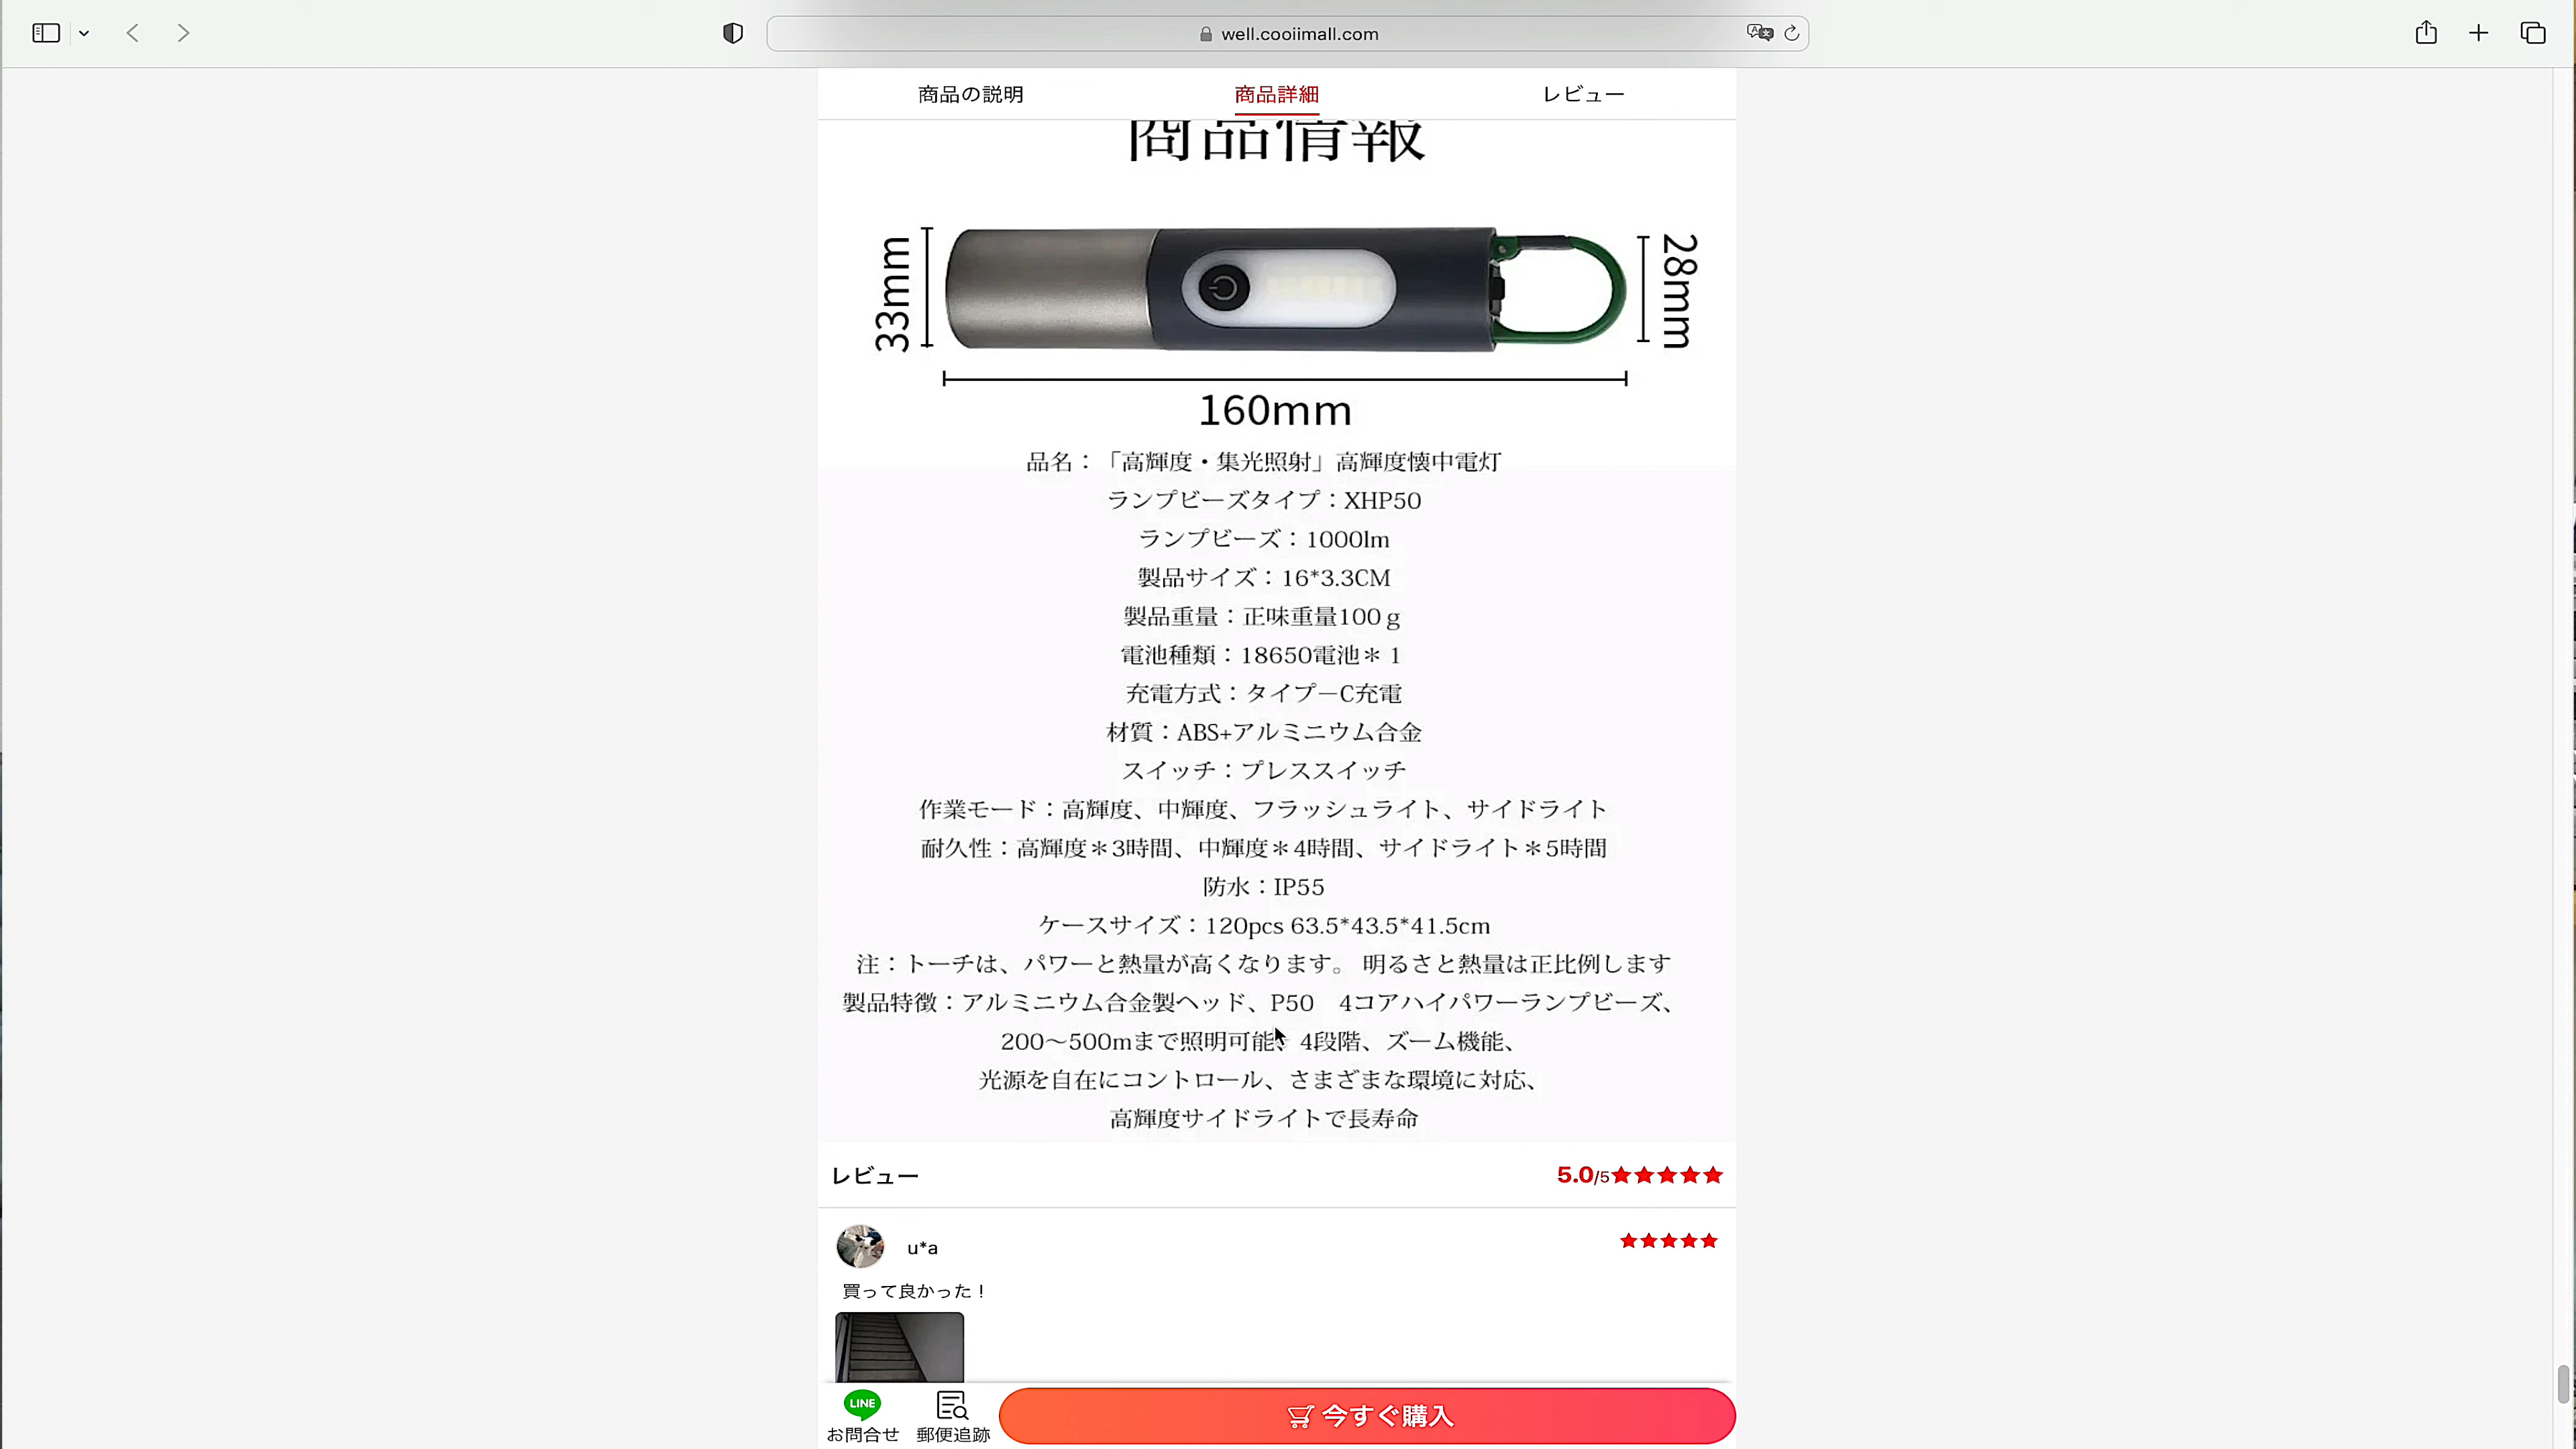 well.cooiimall.com
商品の説明 商品詳細 レビュー
商品情報
33mm
28mm
160mm
品名：「高輝度・集光照射」高輝度懐中電灯
ランプビーズタイプ：XHP50
ランプビーズ：1000lm
製品サイズ：16*3.3CM
製品重量：正味重量100ｇ
電池種類：18650電池＊1
充電方式：タイプ－C充電
材質：ABS+アルミニウム合金
スイッチ：プレススイッチ
作業モード：高輝度、中輝度、フラッシュライト、サイドライト
耐久性：高輝度＊3時間、中輝度＊4時間、サイドライト＊5時間
防水：IP55
ケースサイズ：120pcs 63.5*43.5*41.5cm
注：トーチは、パワーと熱量が高くなります。 明るさと熱量は正比例します
製品特徴：アルミニウム合金製ヘッド、P50　4コアハイパワーランプビーズ、
200〜500mまで照明可能、4段階、ズーム機能、
光源を自在にコントロール、さまざまな環境に対応、
高輝度サイドライトで長寿命
レビュー 5.0/5★★★★★
u*a ★★★★★
買って良かった！
LINE
お問合せ 郵便追跡 今すぐ購入